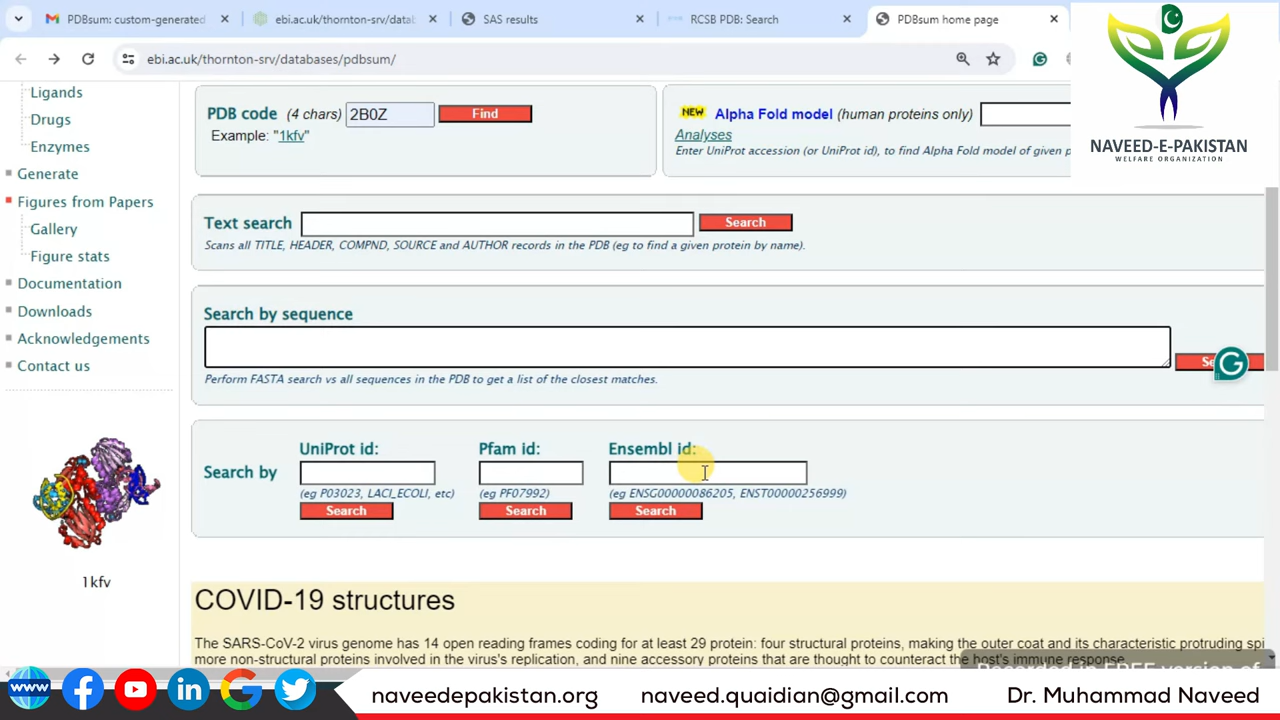 PDBsum: custom-generated
ebi.ac.uk/thornton-srv/datab
SAS results
RCSB PDB: Search
PDBsum home page
ebi.ac.uk/thornton-srv/databases/pdbsum/
NAVEED-E-PAKISTAN
WELFARE ORGANIZATION
Ligands
Drugs
Enzymes
Generate
Figures from Papers
Gallery
Figure stats
Documentation
Downloads
Acknowledgements
Contact us
1kfv
PDB code (4 chars) 2B0Z Find
Example: "1kfv"
NEW Alpha Fold model (human proteins only)
Analyses
Enter UniProt accession (or UniProt id), to find Alpha Fold model of given p
Text search Search
Scans all TITLE, HEADER, COMPND, SOURCE and AUTHOR records in the PDB (eg to find a given protein by name).
Search by sequence
Perform FASTA search vs all sequences in the PDB to get a list of the closest matches.
UniProt id: Pfam id: Ensembl id:
Search by
(eg P03023, LACI_ECOLI, etc) (eg PF07992) (eg ENSG00000086205, ENST00000256999)
Search Search Search
COVID-19 structures
The SARS-CoV-2 virus genome has 14 open reading frames coding for at least 29 protein: four structural proteins, making the outer coat and its characteristic protruding spi
more non-structural proteins involved in the virus's replication, and nine accessory proteins that are thought to counteract the host's immune response.
Recorded in FREE version of
www
naveedepakistan.org naveed.quaidian@gmail.com Dr. Muhammad Naveed